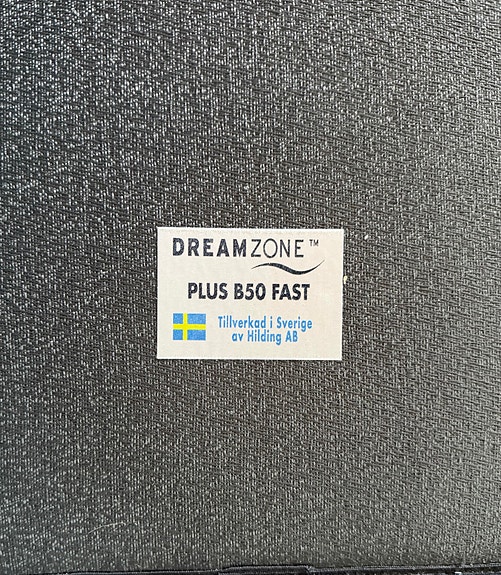 DREAMZONE™
PLUS B50 FAST
Tillverkad i Sverige
av Hilding AB